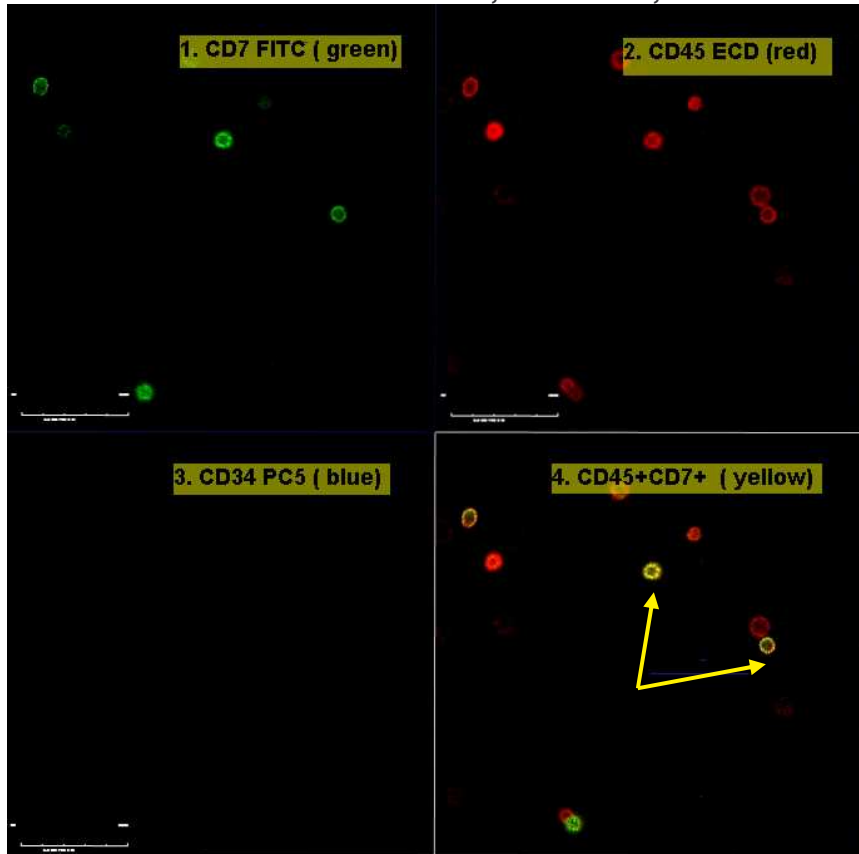 1. CD7 FITC ( green)
2. CD45 ECD (red)
3. CD34 PC5 ( blue)
4. CD45+CD7+ ( yellow)